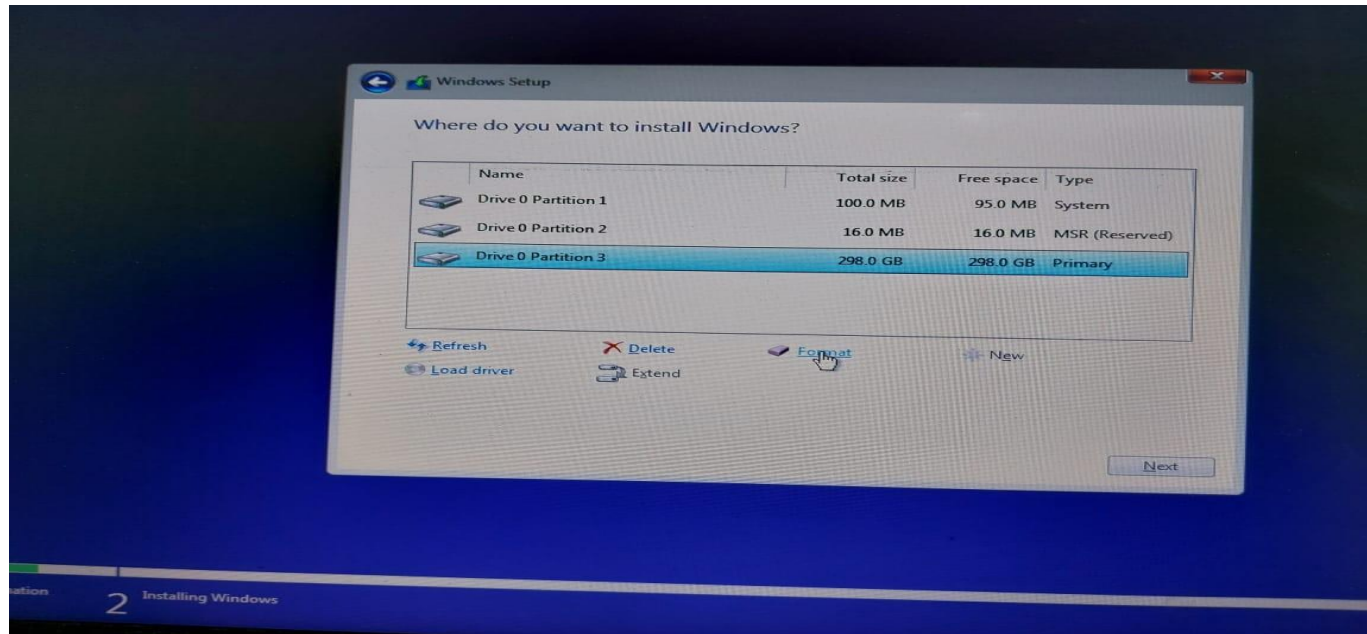 Windows Setup
Where do you want to install Windows?
Name Total size Free space Type
Drive 0 Partition 1 100.0 MB 95.0 MB System
Drive 0 Partition 2 16.0 MB 16.0 MB MSR (Reserved)
Drive 0 Partition 3 298.0 GB 298.0 GB Primary
Refresh Delete Format New
Load driver Extend
Next
2 Installing Windows